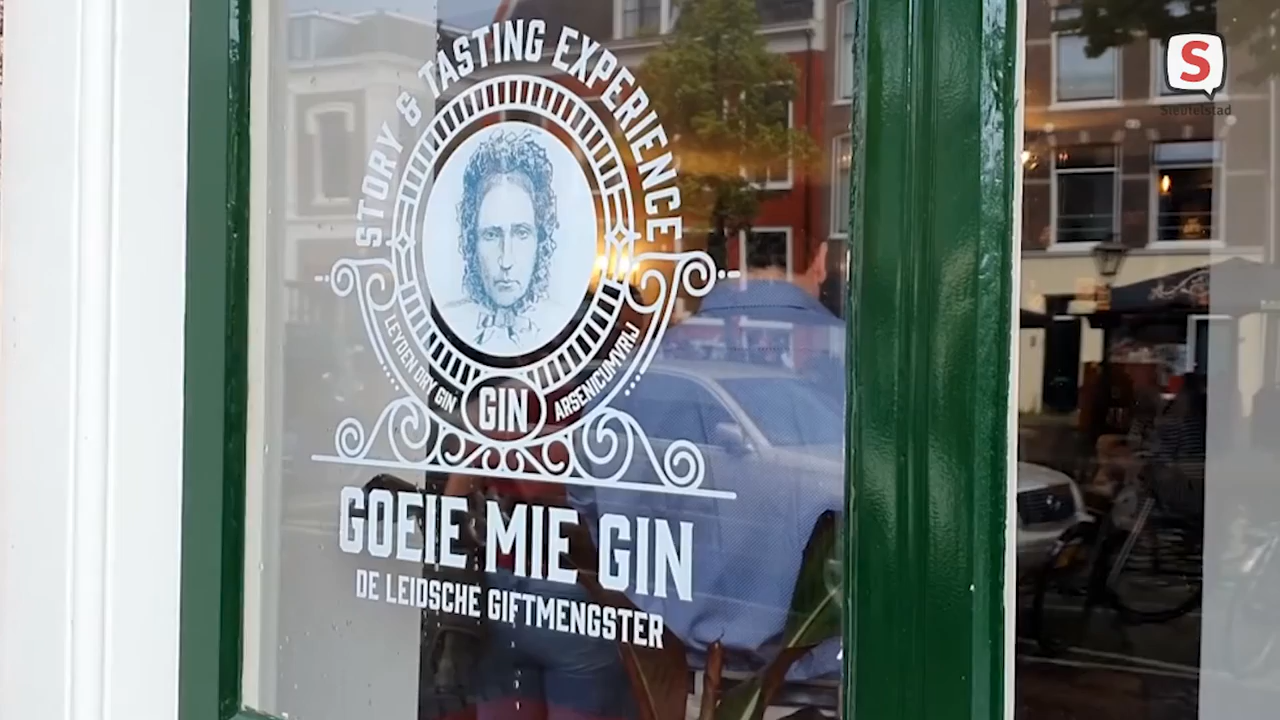 STORY & TASTING EXPERIENCE
LEYDEN DRY GIN
GIN
ARSENICUMVRIJ
GOEIE MIE GIN
DE LEIDSCHE GIFTMENGSTER
S
Sleutelstad